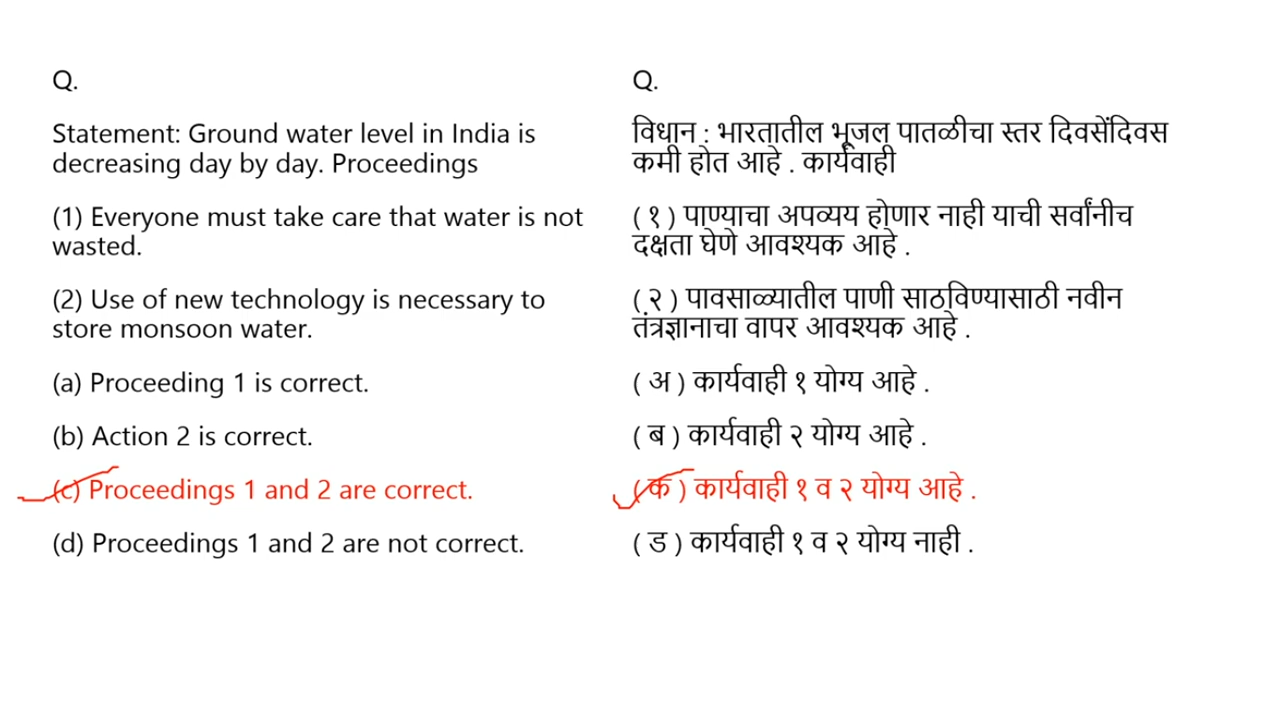 Q.
Statement: Ground water level in India is
decreasing day by day. Proceedings
(1) Everyone must take care that water is not
wasted.
(2) Use of new technology is necessary to
store monsoon water.
(a) Proceeding 1 is correct.
(b) Action 2 is correct.
(c) Proceedings 1 and 2 are correct.
(d) Proceedings 1 and 2 are not correct.
Q.
विधान : भारतातील भूजल पातळीचा स्तर दिवसेंदिवस
कमी होत आहे . कार्यवाही
( १ ) पाण्याचा अपव्यय होणार नाही याची सर्वांनीच
दक्षता घेणे आवश्यक आहे .
( २ ) पावसाळ्यातील पाणी साठविण्यासाठी नवीन
तंत्रज्ञानाचा वापर आवश्यक आहे .
( अ ) कार्यवाही १ योग्य आहे .
( ब ) कार्यवाही २ योग्य आहे .
( क ) कार्यवाही १ व २ योग्य आहे .
( ड ) कार्यवाही १ व २ योग्य नाही .